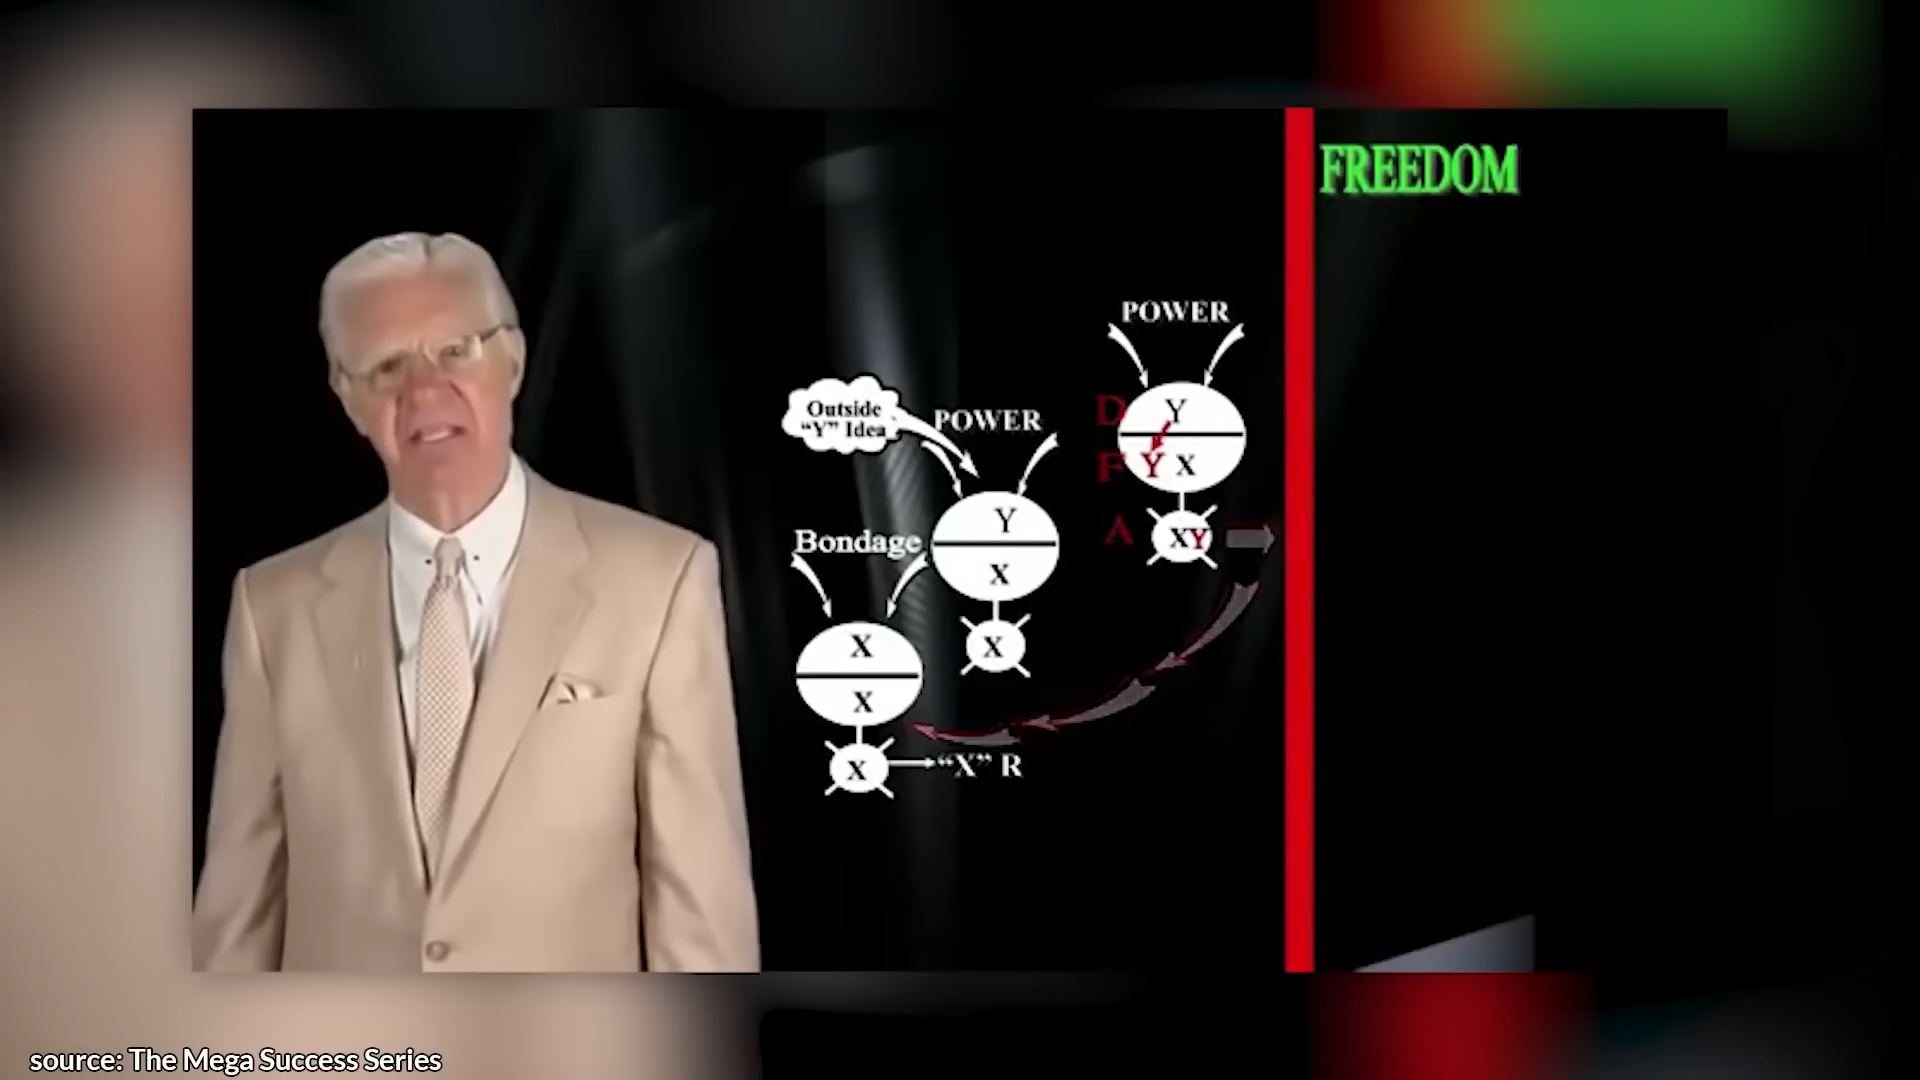 FREEDOM
POWER
D
Y
F
Y X
A
XY
Outside
"Y" Idea
POWER
Y
X
X
Bondage
X
X
X
"X" R
source: The Mega Success Series